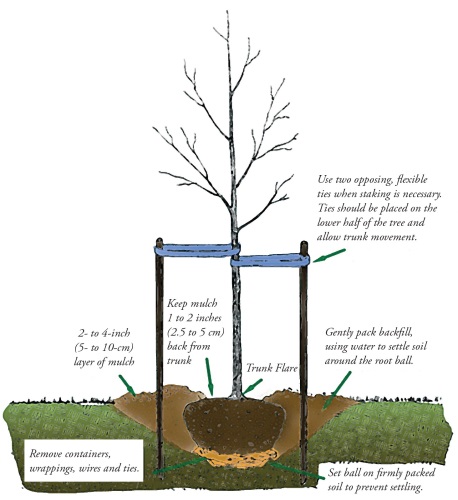 Use two opposing, flexible
ties when staking is necessary.
Ties should be placed on the
lower half of the tree and
allow trunk movement.
Keep mulch
1 to 2 inches
(2.5 to 5 cm)
back from
trunk
2- to 4-inch
(5- to 10-cm)
layer of mulch
Trunk Flare
Gently pack backfill,
using water to settle soil
around the root ball.
Remove containers,
wrappings, wires and ties.
Set ball on firmly packed
soil to prevent settling.